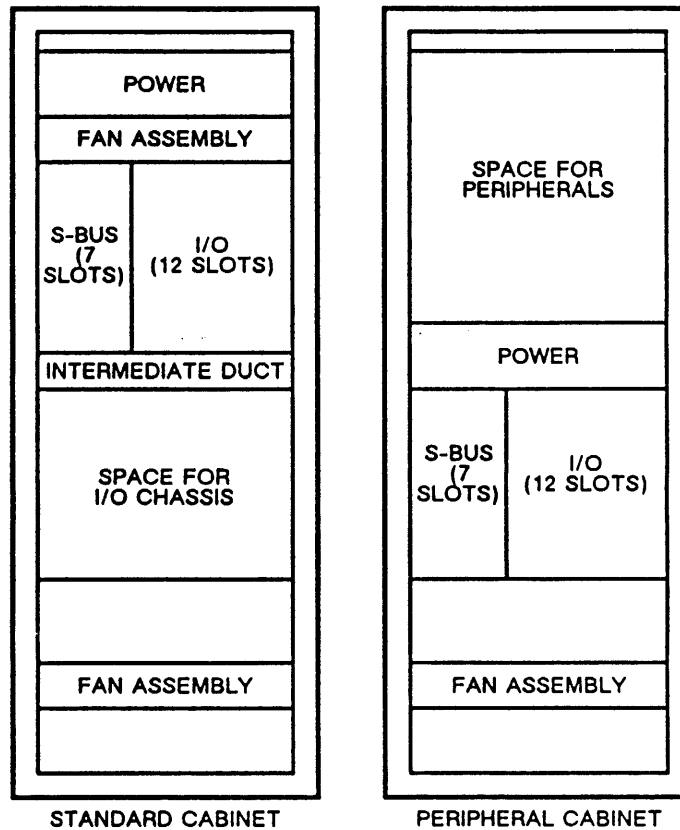 POWER
FAN ASSEMBLY
S-BUS
(7
SLOTS)
I/O
(12 SLOTS)
INTERMEDIATE DUCT
SPACE FOR
I/O CHASSIS
FAN ASSEMBLY
STANDARD CABINET
SPACE FOR
PERIPHERALS
POWER
S-BUS
(7
SLOTS)
I/O
(12 SLOTS)
FAN ASSEMBLY
PERIPHERAL CABINET